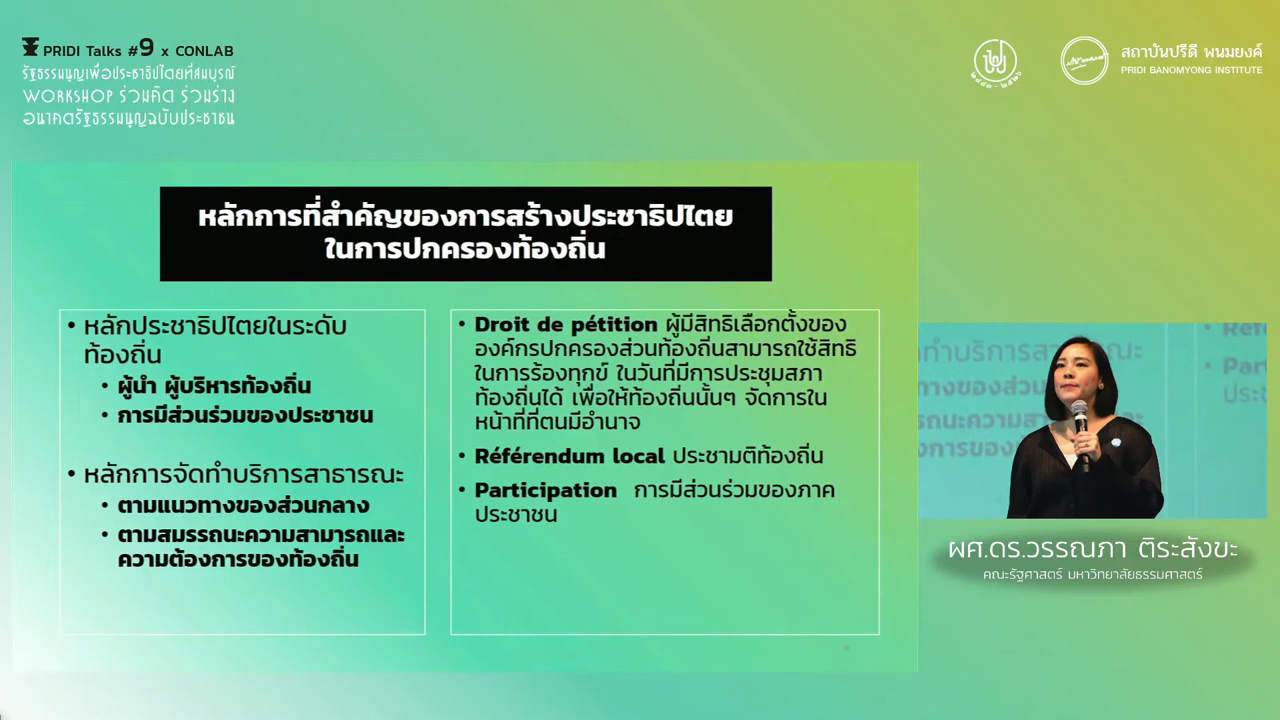 PRIDI Talks #9 x CONLAB
รัฐธรรมนูญเพื่อประชาธิปไตยที่สมบูรณ์
WORKSHOP ร่วมคิด ร่วมร่าง
อนาคตรัฐธรรมนูญฉบับประชาชน
สถาบันปรีดี พนมยงค์
PRIDI BANOMYONG INSTITUTE
หลักการที่สำคัญของการสร้างประชาธิปไตย
ในการปกครองท้องถิ่น
• หลักประชาธิปไตยในระดับ
ท้องถิ่น
• ผู้นำ ผู้บริหารท้องถิ่น
• การมีส่วนร่วมของประชาชน
• หลักการจัดทำบริการสาธารณะ
• ตามแนวทางของส่วนกลาง
• ตามสมรรถนะความสามารถและ
ความต้องการของท้องถิ่น
• Droit de pétition ผู้มีสิทธิเลือกตั้งของ
องค์กรปกครองส่วนท้องถิ่นสามารถใช้สิทธิ
ในการร้องทุกข์ ในวันที่มีการประชุมสภา
ท้องถิ่นได้ เพื่อให้ท้องถิ่นนั้นๆ จัดการใน
หน้าที่ที่ตนมีอำนาจ
• Référendum local ประชามติท้องถิ่น
• Participation การมีส่วนร่วมของภาค
ประชาชน
ผศ.ดร.วรรณภา ติระสังขะ
คณะรัฐศาสตร์ มหาวิทยาลัยธรรมศาสตร์